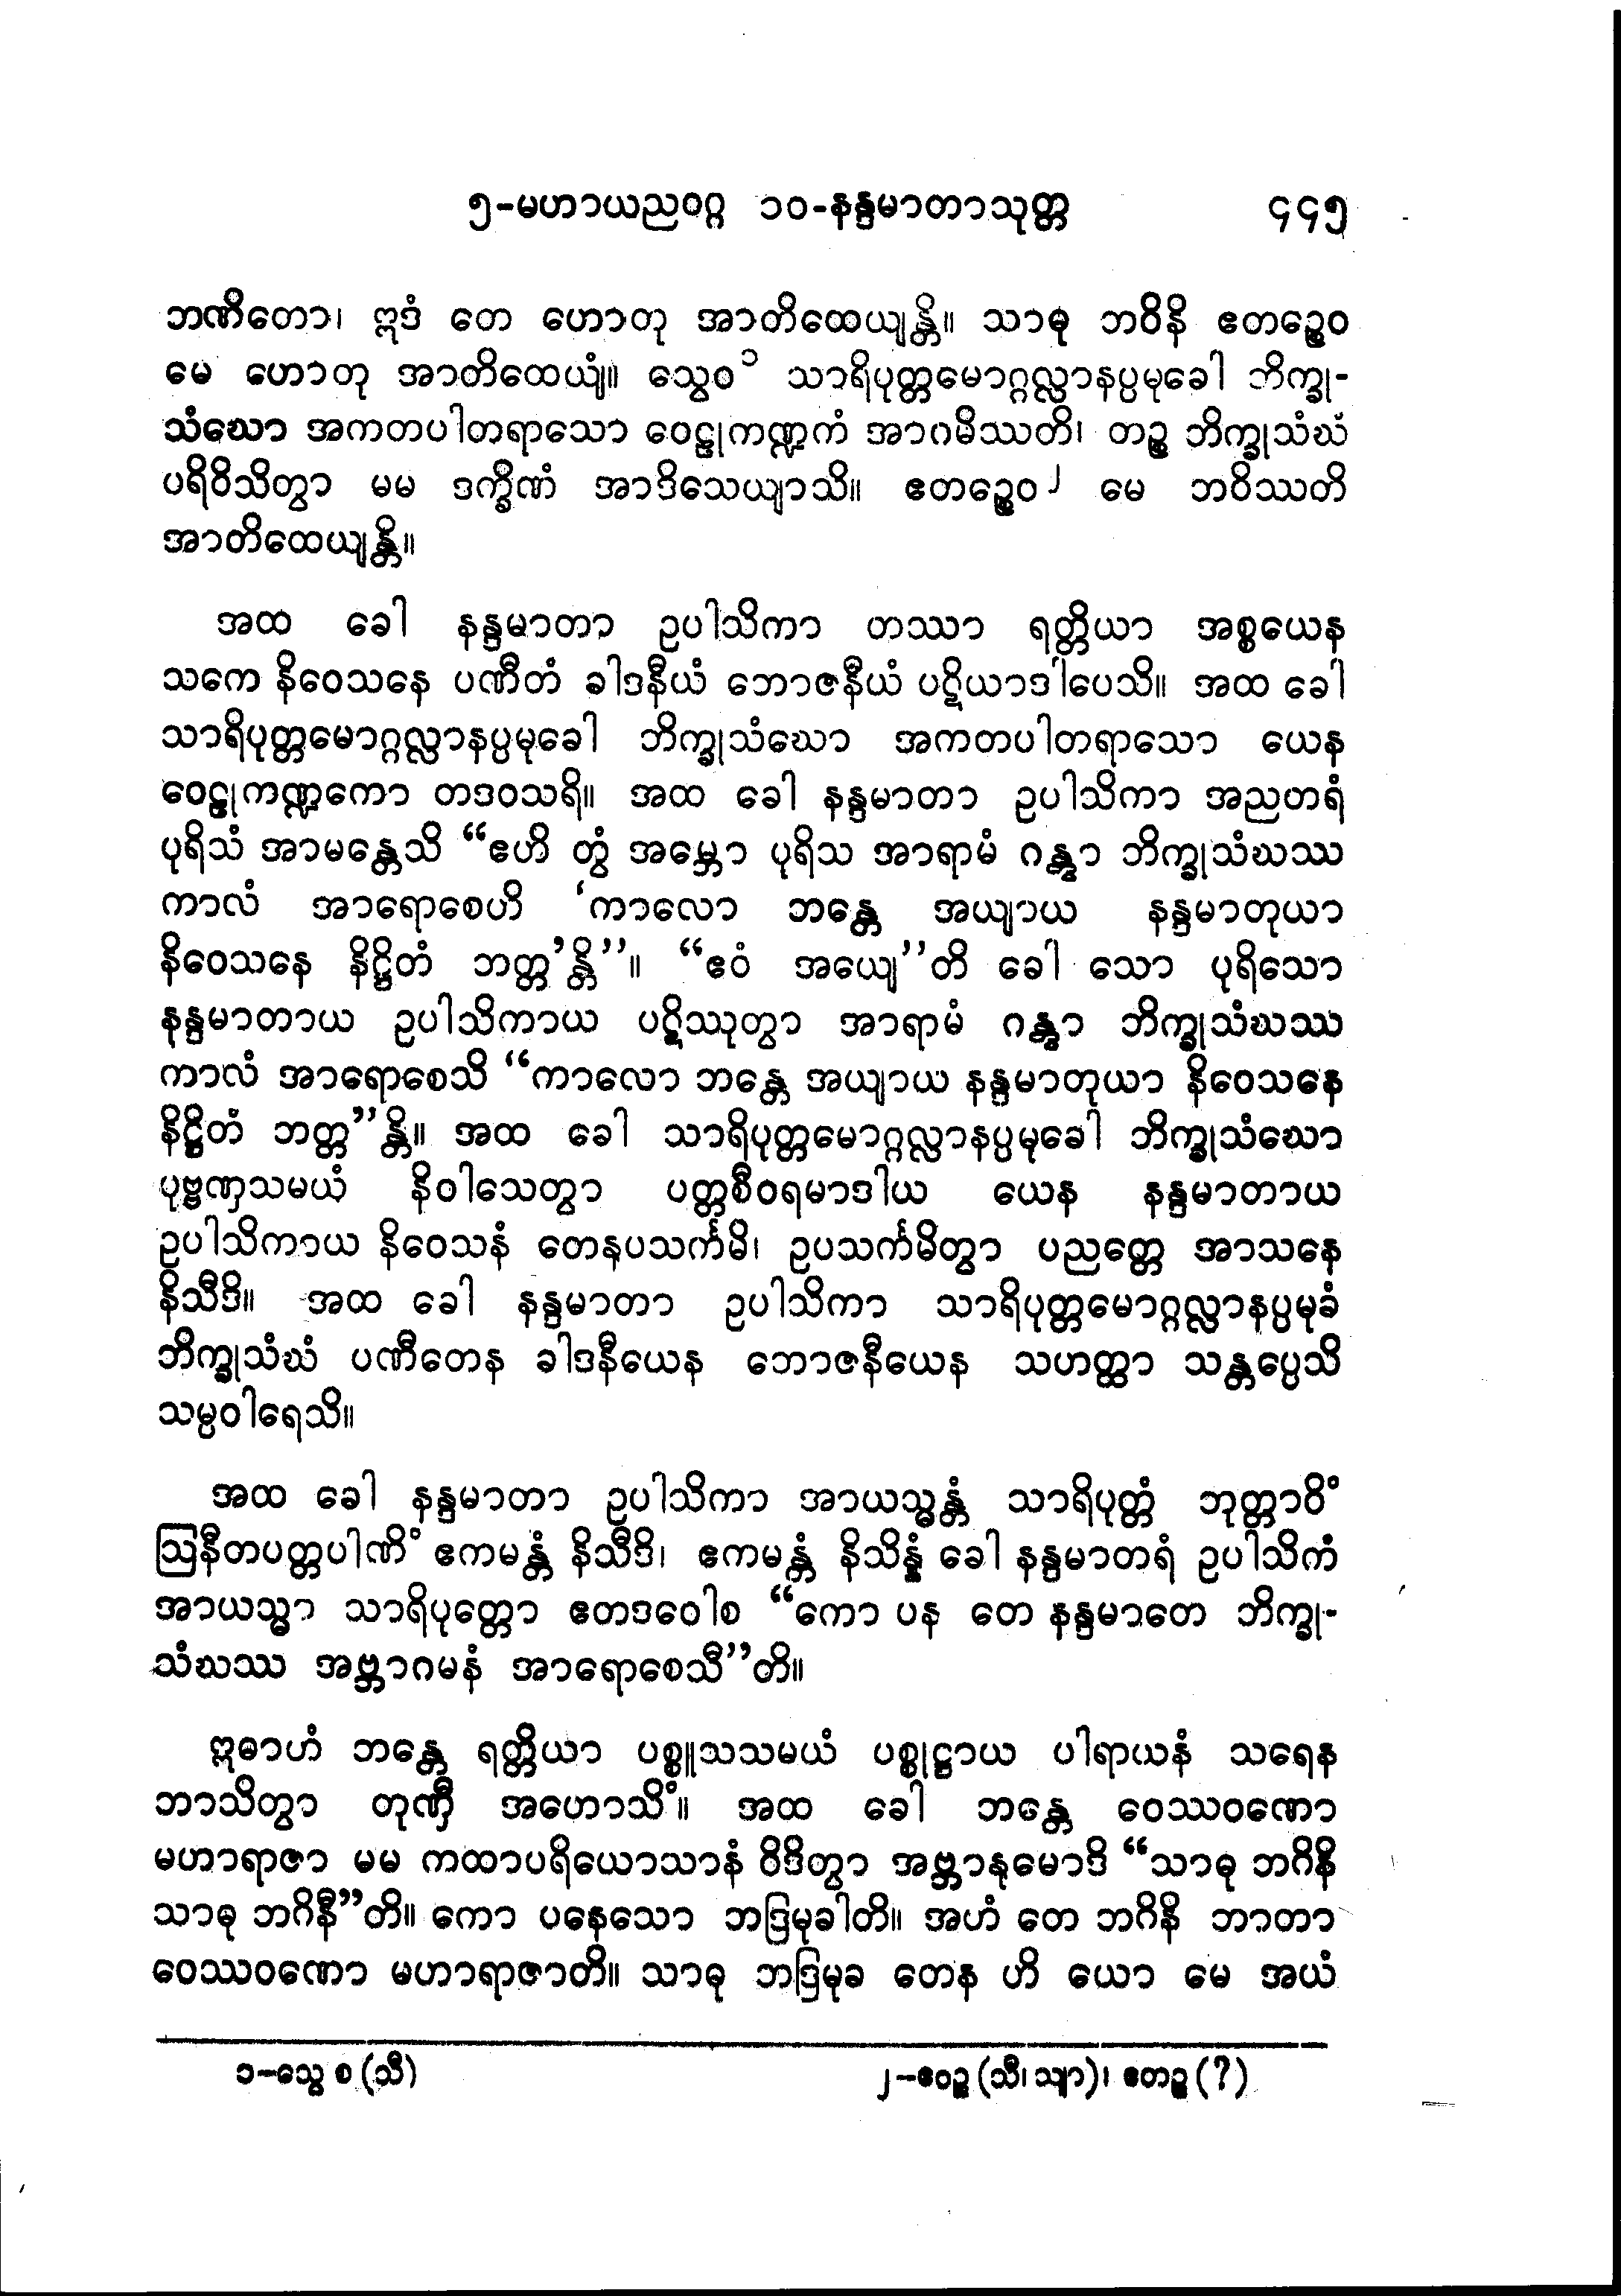 ၅-မဟာယညဝဂ္ဂ ၁၀-နန္ဒမာတာသုတ္တ ၄၄၅
ဘဏိတော၊ ဣဒံ တေ ဟောတု အာတိထေယျန္တိ။ သာဓု ဘဝိနိ ဧတဉ္စေဝ
မေ ဟောတု အာတိထေယျံ။ သွေဝ ၁ သာရိပုတ္တမောဂ္ဂလ္လာနပ္ပမုခေါ ဘိက္ခု-
သံဃော အကတပါတရာသော ဝေဠုကဏ္ဍကံ အာဂမိဿတိ၊ တဉ္စ ဘိက္ခုသံဃံ
ပရိဝိသိတွာ မမ ဒက္ခိဏံ အာဒိသေယျာသိ။ ဧတဉ္စေဝ ၂ မေ ဘဝိဿတိ
အာတိထေယျန္တိ။
အထ ခေါ နန္ဒမာတာ ဥပါသိကာ တဿာ ရတ္တိယာ အစ္စယေန
သကေ နိဝေသနေ ပဏီတံ ခါဒနီယံ ဘောဇနီယံ ပဋိယာဒါပေသိ။ အထ ခေါ
သာရိပုတ္တမောဂ္ဂလ္လာနပ္ပမုခေါ ဘိက္ခုသံဃော အကတပါတရာသော ယေန
ဝေဠုကဏ္ဍကော တဒဝသရိ။ အထ ခေါ နန္ဒမာတာ ဥပါသိကာ အညတရံ
ပုရိသံ အာမန္တေသိ “ဧဟိ တွံ အမ္ဘော ပုရိသ အာရာမံ ဂန္တွာ ဘိက္ခုသံဃဿ
ကာလံ အာရောစေဟိ ‘ကာလော ဘန္တေ အယျာယ နန္ဒမာတုယာ
နိဝေသနေ နိဋ္ဌိတံ ဘတ္တ’န္တိ”။ “ဧဝံ အယျေ”တိ ခေါ သော ပုရိသော
နန္ဒမာတာယ ဥပါသိကာယ ပဋိဿုတွာ အာရာမံ ဂန္တွာ ဘိက္ခုသံဃဿ
ကာလံ အာရောစေသိ “ကာလော ဘန္တေ အယျာယ နန္ဒမာတုယာ နိဝေသနေ
နိဋ္ဌိတံ ဘတ္တ”န္တိ။ အထ ခေါ သာရိပုတ္တမောဂ္ဂလ္လာနပ္ပမုခေါ ဘိက္ခုသံဃော
ပုဗ္ဗဏှသမယံ နိဝါသေတွာ ပတ္တစီဝရမာဒါယ ယေန နန္ဒမာတာယ
ဥပါသိကာယ နိဝေသနံ တေနုပသင်္ကမိ၊ ဥပသင်္ကမိတွာ ပညတ္တေ အာသနေ
နိသီဒိ။ အထ ခေါ နန္ဒမာတာ ဥပါသိကာ သာရိပုတ္တမောဂ္ဂလ္လာနပ္ပမုခံ
ဘိက္ခုသံဃံ ပဏီတေန ခါဒနီယေန ဘောဇနီယေန သဟတ္ထာ သန္တပ္ပေသိ
သမ္ပဝါရေသိ။
အထ ခေါ နန္ဒမာတာ ဥပါသိကာ အာယသ္မန္တံ သာရိပုတ္တံ ဘုတ္တာဝိံ
ဩနီတပတ္တပါဏိံ ဧကမန္တံ နိသီဒိ၊ ဧကမန္တံ နိသိန္နံ ခေါ နန္ဒမာတရံ ဥပါသိကံ
အာယသ္မာ သာရိပုတ္တော ဧတဒဝေါစ “ကော ပန တေ နန္ဒမာတေ ဘိက္ခု-
သံဃဿ အဗ္ဘာဂမနံ အာရောစေသီ”တိ။
ဣဓာဟံ ဘန္တေ ရတ္တိယာ ပစ္စူသသမယံ ပစ္စုဋ္ဌာယ ပါရာယနံ သရေန
ဘာသိတွာ တုဏှီ အဟောသိံ။ အထ ခေါ ဘန္တေ ဝေဿဝဏော
မဟာရာဇာ မမ ကထာပရိယောသာနံ ဝိဒိတွာ အဗ္ဘာနုမောဒိ “သာဓု ဘဂိနိ
သာဓု ဘဂိနီ”တိ။ ကော ပနေသော ဘဒြမုခါတိ။ အဟံ တေ ဘဂိနိ ဘာတာ
ဝေဿဝဏော မဟာရာဇာတိ။ သာဓု ဘဒြမုခ တေန ဟိ ယော မေ အယံ
၁-သွေ စ (သီ) ၂-ဧဝဉ္စ (သီ၊ သျာ)၊ ဧတဉ္စ (?)